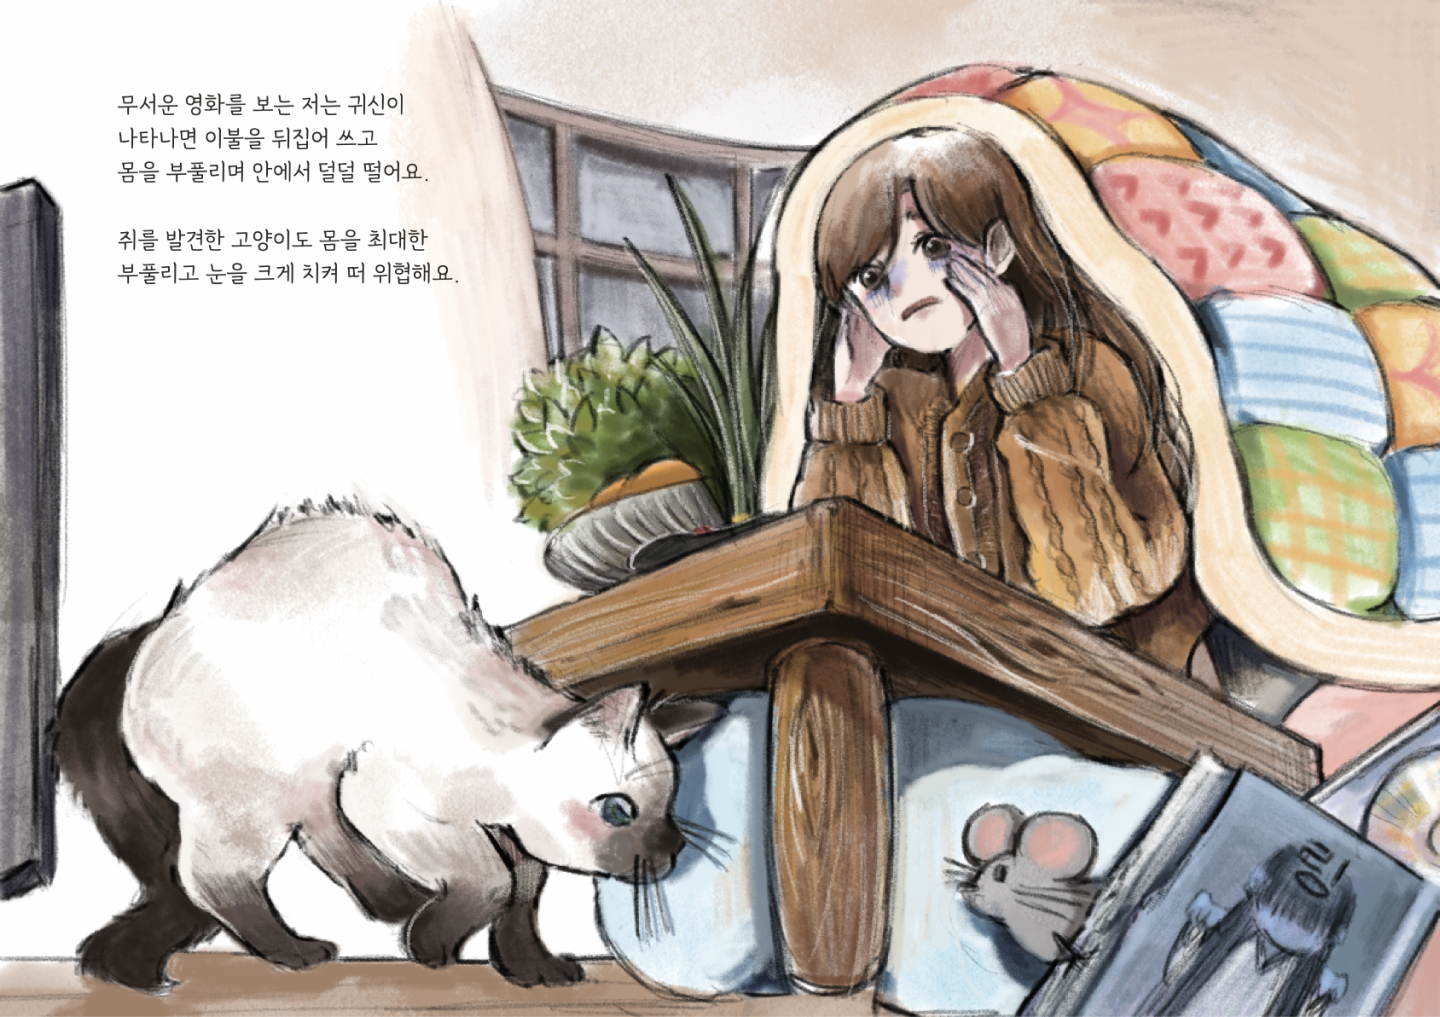 무서운 영화를 보는 저는 귀신이
나타나면 이불을 뒤집어 쓰고
몸을 부풀리며 안에서 덜덜 떨어요.
쥐를 발견한 고양이도 몸을 최대한
부풀리고 눈을 크게 치켜 떠 위협해요.